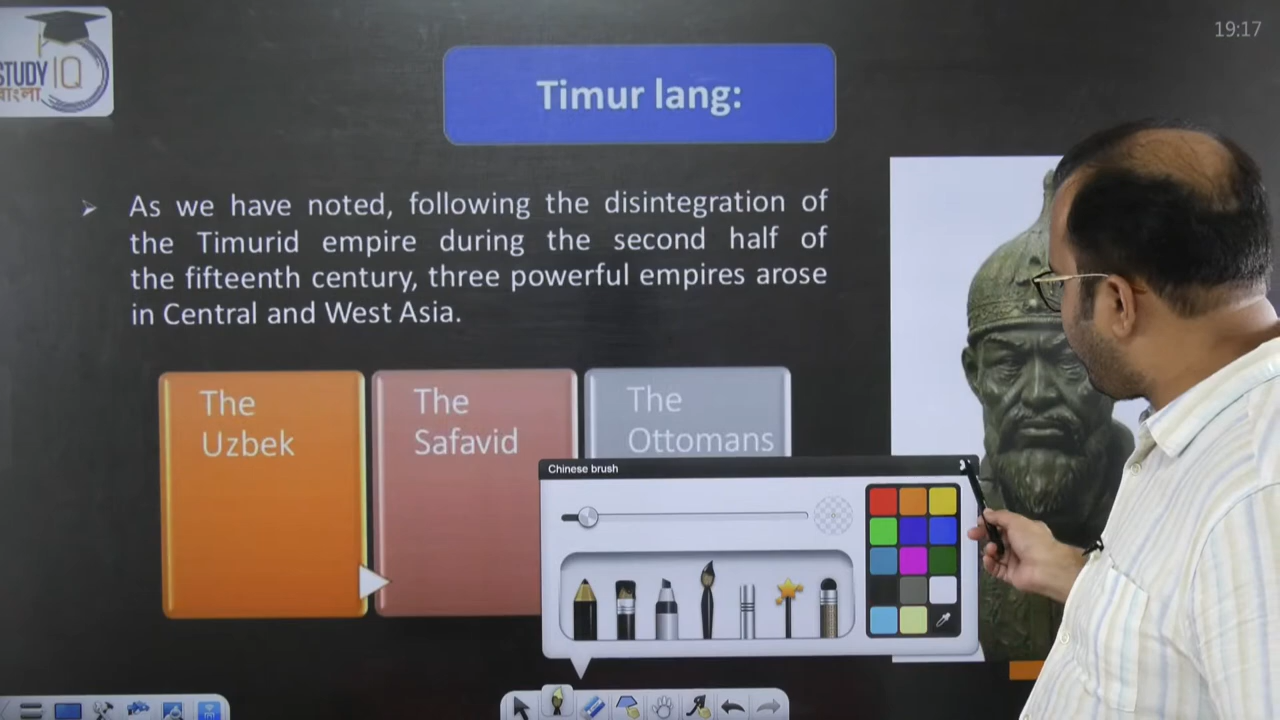 STUDY IQ
বাংলা
19:17
Timur lang:
As we have noted, following the disintegration of
the Timurid empire during the second half of
the fifteenth century, three powerful empires arose
in Central and West Asia.
The
Uzbek
The
Safavid
The
Ottomans
Chinese brush